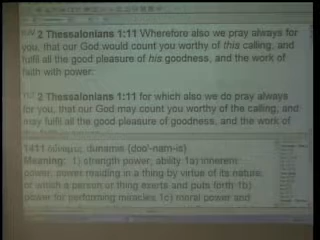 2 Thessalonians 1:11 Wherefore also we pray always for
you, that our God would count you worthy of this calling, and
fulfil all the good pleasure of his goodness, and the work of
faith with power:
2 Thessalonians 1:11 for which also we do pray always
for you, that our God may count you worthy of the calling, and
may fulfil all the good pleasure of goodness, and the work of
1411 dunamis (doo'-nam-is)
Meaning: 1) strength power, ability 1a) inherent
power, power residing in a thing by virtue of its nature,
or which a person or thing exerts and puts forth 1b)
power for performing miracles 1c) moral power and